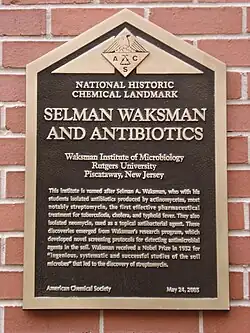 A C S
NATIONAL HISTORIC
CHEMICAL LANDMARK
SELMAN WAKSMAN
AND ANTIBIOTICS
Waksman Institute of Microbiology
Rutgers University
Piscataway, New Jersey
This institute is named after Selman A. Waksman, who with his
students isolated antibiotics produced by actinomycetes, most
notably streptomycin, the first effective pharmaceutical
treatment for tuberculosis, cholera, and typhoid fever. They also
isolated neomycin, used as a topical antibacterial agent. These
discoveries emerged from Waksman's research program, which
developed novel screening protocols for detecting antimicrobial
agents in the soil. Waksman received a Nobel Prize in 1952 for
"ingenious, systematic and successful studies of the soil
microbes" that led to the discovery of streptomycin.
American Chemical Society
May 24, 2005